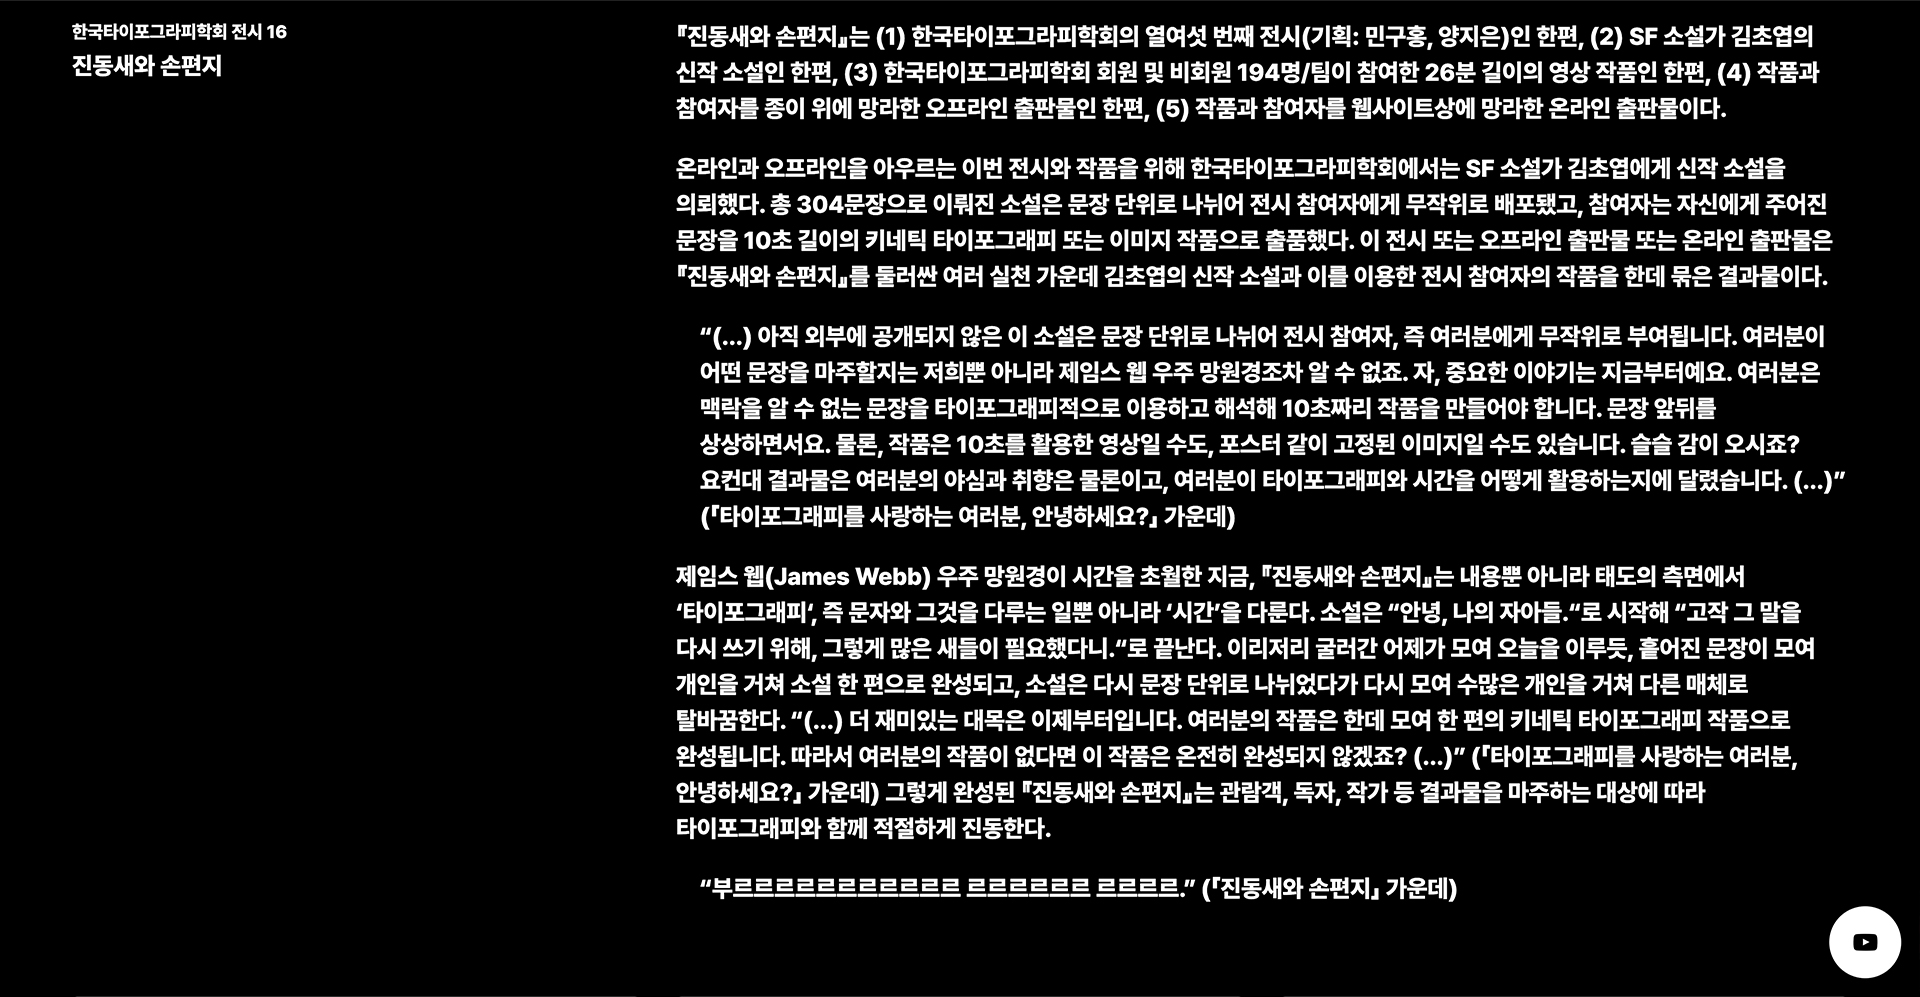 한국타이포그라피학회 전시 16
진동새와 손편지
『진동새와 손편지』는 (1) 한국타이포그라피학회의 열여섯 번째 전시(기획: 민구홍, 양지은)인 한편, (2) SF 소설가 김초엽의
신작 소설인 한편, (3) 한국타이포그라피학회 회원 및 비회원 194명/팀이 참여한 26분 길이의 영상 작품인 한편, (4) 작품과
참여자를 종이 위에 망라한 오프라인 출판물인 한편, (5) 작품과 참여자를 웹사이트상에 망라한 온라인 출판물이다.
온라인과 오프라인을 아우르는 이번 전시와 작품을 위해 한국타이포그라피학회에서는 SF 소설가 김초엽에게 신작 소설을
의뢰했다. 총 304문장으로 이뤄진 소설은 문장 단위로 나뉘어 전시 참여자에게 무작위로 배포됐고, 참여자는 자신에게 주어진
문장을 10초 길이의 키네틱 타이포그래피 또는 이미지 작품으로 출품했다. 이 전시 또는 오프라인 출판물 또는 온라인 출판물은
『진동새와 손편지』를 둘러싼 여러 실천 가운데 김초엽의 신작 소설과 이를 이용한 전시 참여자의 작품을 한데 묶은 결과물이다.
“(…) 아직 외부에 공개되지 않은 이 소설은 문장 단위로 나뉘어 전시 참여자, 즉 여러분에게 무작위로 부여됩니다. 여러분이
어떤 문장을 마주할지는 저희뿐 아니라 제임스 웹 우주 망원경조차 알 수 없죠. 자, 중요한 이야기는 지금부터예요. 여러분은
맥락을 알 수 없는 문장을 타이포그래피적으로 이용하고 해석해 10초짜리 작품을 만들어야 합니다. 문장 앞뒤를
상상하면서요. 물론, 작품은 10초를 활용한 영상일 수도, 포스터 같이 고정된 이미지일 수도 있습니다. 슬슬 감이 오시죠?
요컨대 결과물은 여러분의 야심과 취향은 물론이고, 여러분이 타이포그래피와 시간을 어떻게 활용하는지에 달렸습니다. (…)”
(「타이포그래피를 사랑하는 여러분, 안녕하세요?」 가운데)
제임스 웹(James Webb) 우주 망원경이 시간을 초월한 지금, 『진동새와 손편지』는 내용뿐 아니라 태도의 측면에서
‘타이포그래피‘, 즉 문자와 그것을 다루는 일뿐 아니라 ‘시간’을 다룬다. 소설은 “안녕, 나의 자아들.“로 시작해 “고작 그 말을
다시 쓰기 위해, 그렇게 많은 새들이 필요했다니.“로 끝난다. 이리저리 굴러간 어제가 모여 오늘을 이루듯, 흩어진 문장이 모여
개인을 거쳐 소설 한 편으로 완성되고, 소설은 다시 문장 단위로 나뉘었다가 다시 모여 수많은 개인을 거쳐 다른 매체로
탈바꿈한다. “(…) 더 재미있는 대목은 이제부터입니다. 여러분의 작품은 한데 모여 한 편의 키네틱 타이포그래피 작품으로
완성됩니다. 따라서 여러분의 작품이 없다면 이 작품은 온전히 완성되지 않겠죠? (…)” (「타이포그래피를 사랑하는 여러분,
안녕하세요?」 가운데) 그렇게 완성된 『진동새와 손편지』는 관람객, 독자, 작가 등 결과물을 마주하는 대상에 따라
타이포그래피와 함께 적절하게 진동한다.
“부르르르르르르르르르르르 르르르르르르 르르르르.” (「진동새와 손편지」 가운데)